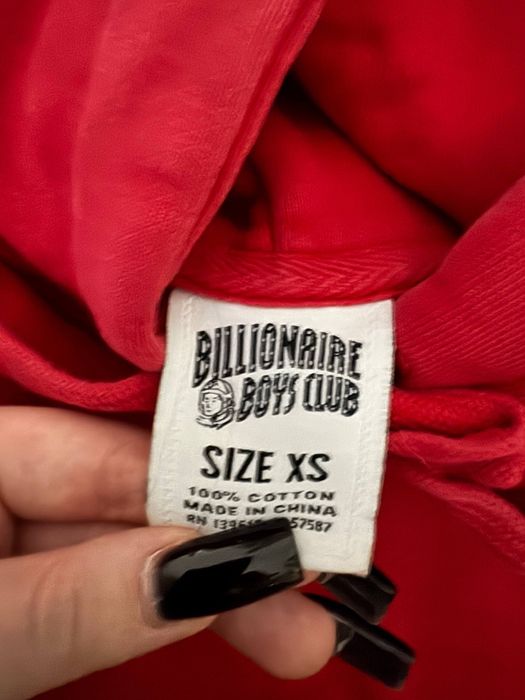 BILLIONAIRE
BOYS CLUB
SIZE XS
100% COTTON
MADE IN CHINA
RN